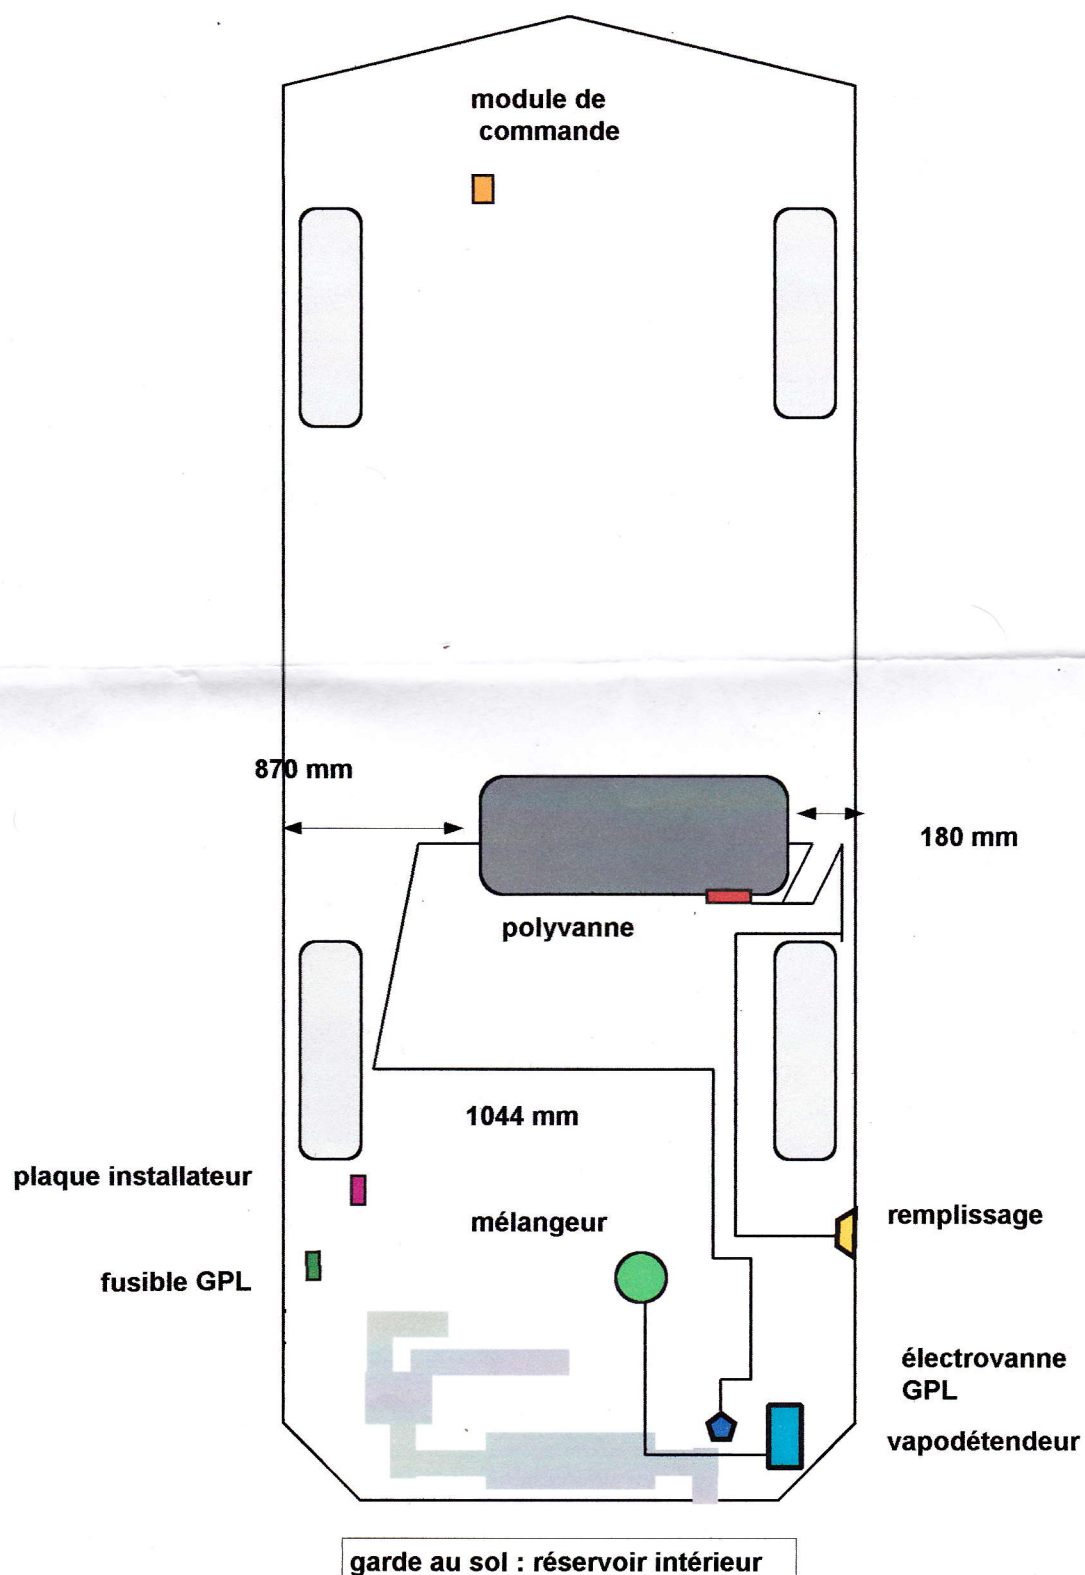 module de
commande
870 mm
180 mm
polyvanne
1044 mm
plaque installateur
mélangeur
remplissage
fusible GPL
électrovanne
GPL
vapodétendeur
garde au sol : réservoir intérieur